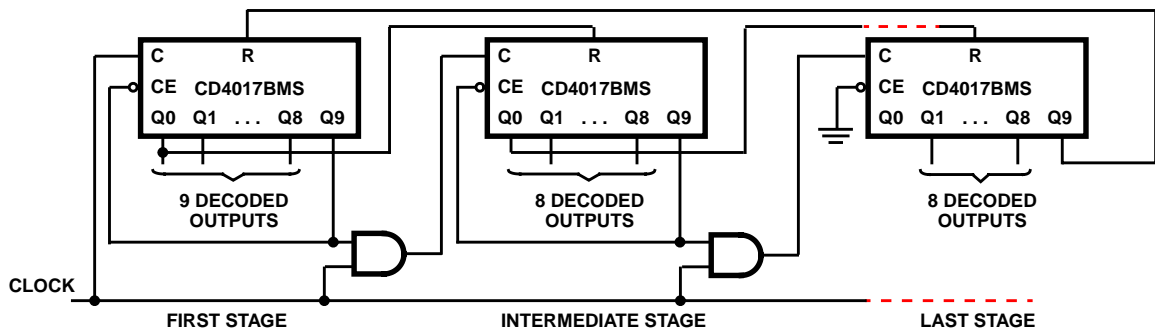 C R
CE CD4017BMS
Q0 Q1 . . . Q8 Q9
9 DECODED
OUTPUTS
C R
CE CD4017BMS
Q0 Q1 . . . Q8 Q9
8 DECODED
OUTPUTS
C R
CE CD4017BMS
Q0 Q1 . . . Q8 Q9
8 DECODED
OUTPUTS
CLOCK
FIRST STAGE
INTERMEDIATE STAGE
LAST STAGE